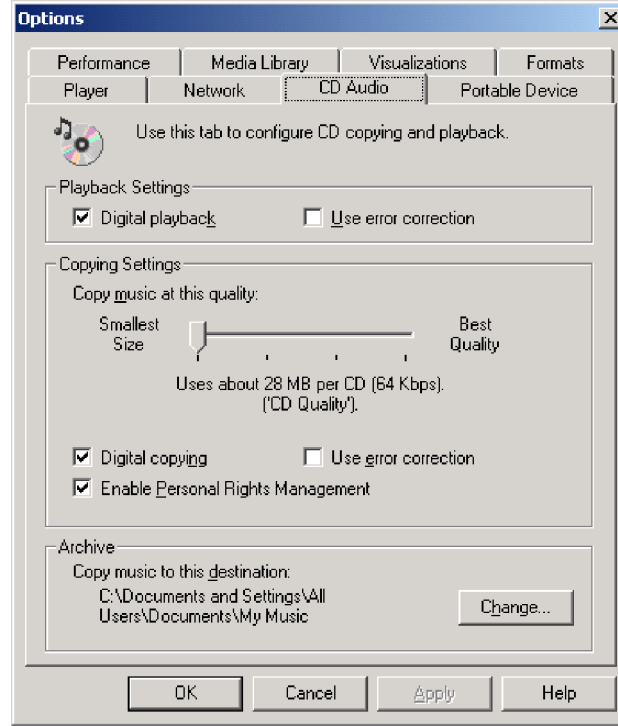 Options
Performance Media Library Visualizations Formats
Player Network CD Audio Portable Device
Use this tab to configure CD copying and playback.
Playback Settings
Digital playback Use error correction
Copying Settings
Copy music at this quality:
Smallest Size
Best Quality
Uses about 28 MB per CD (64 Kbps).
('CD Quality').
Digital copying Use error correction
Enable Personal Rights Management
Archive
Copy music to this destination:
C:\Documents and Settings\All
Users\Documents\My Music
Change...
OK Cancel Apply Help